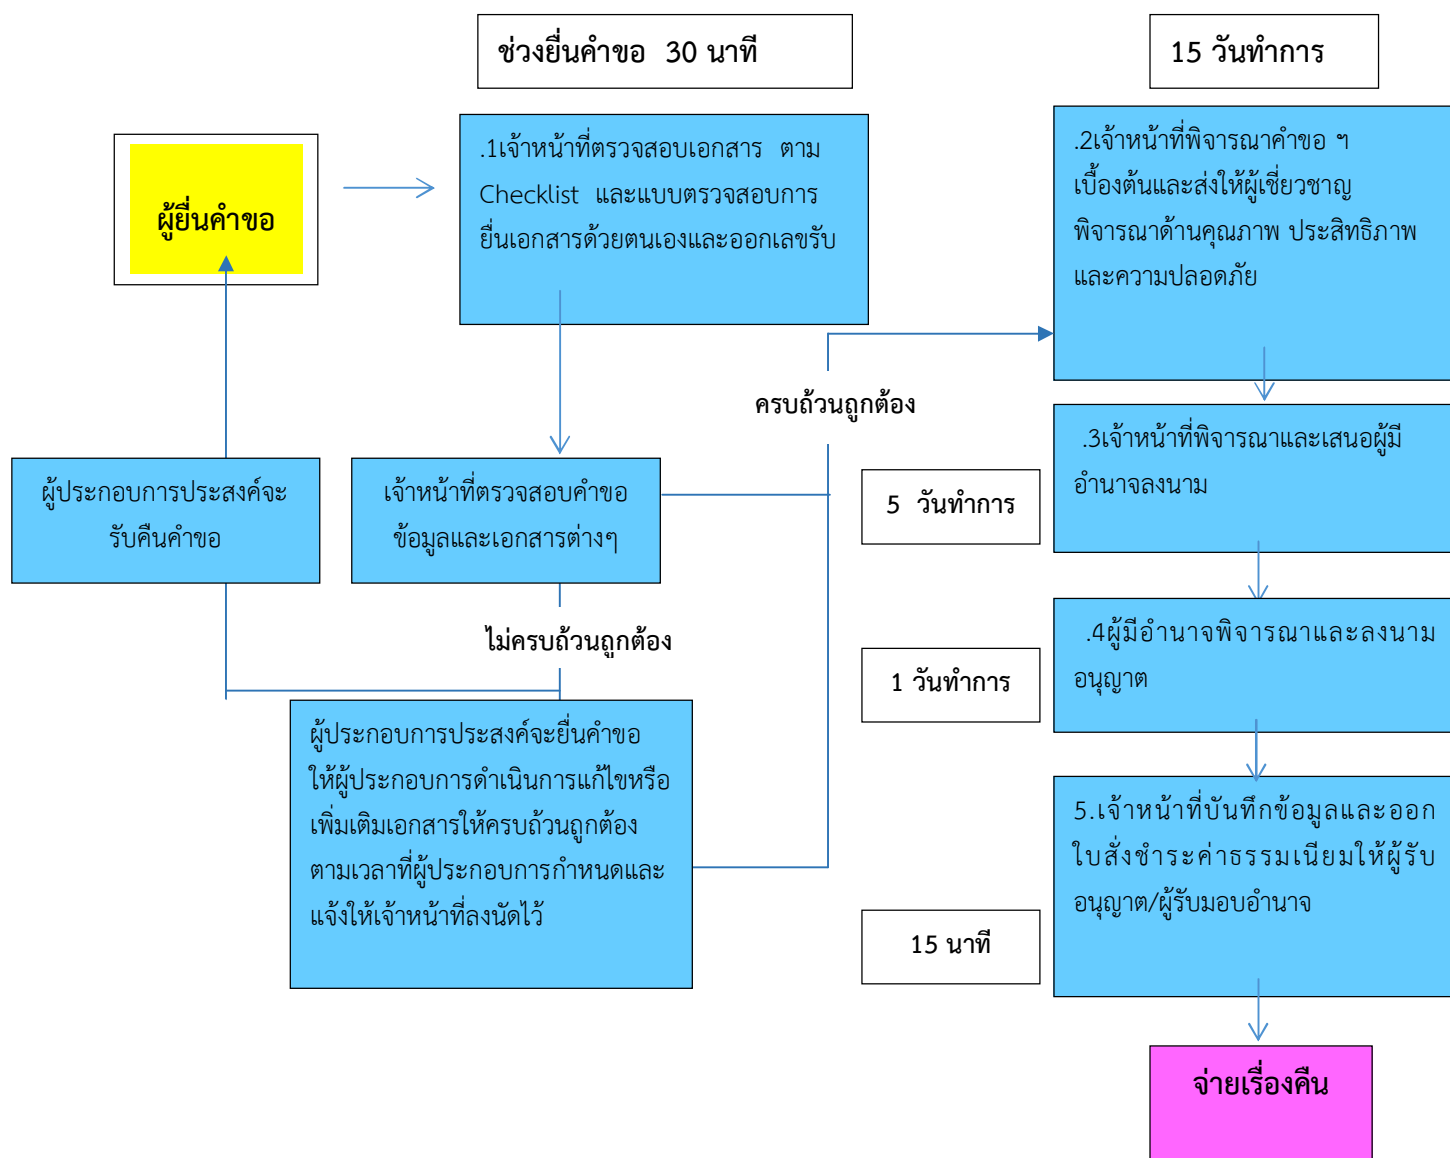 ช่วงยื่นคำขอ  30 นาที
15 วันทำการ
ผู้ยื่นคำขอ
.1เจ้าหน้าที่ตรวจสอบเอกสาร ตาม
Checklist และแบบตรวจสอบการ
ยื่นเอกสารด้วยตนเองและออกเลขรับ
.2เจ้าหน้าที่พิจารณาคำขอ ฯ
เบื้องต้นและส่งให้ผู้เชี่ยวชาญ
พิจารณาด้านคุณภาพ ประสิทธิภาพ
และความปลอดภัย
ครบถ้วนถูกต้อง
ผู้ประกอบการประสงค์จะ
รับคืนคำขอ
เจ้าหน้าที่ตรวจสอบคำขอ
ข้อมูลและเอกสารต่างๆ
5  วันทำการ
.3เจ้าหน้าที่พิจารณาและเสนอผู้มี
อำนาจลงนาม
ไม่ครบถ้วนถูกต้อง
1 วันทำการ
.4ผู้มีอำนาจพิจารณาและลงนาม
อนุญาต
ผู้ประกอบการประสงค์จะยื่นคำขอ
ให้ผู้ประกอบการดำเนินการแก้ไขหรือ
เพิ่มเติมเอกสารให้ครบถ้วนถูกต้อง
ตามเวลาที่ผู้ประกอบการกำหนดและ
แจ้งให้เจ้าหน้าที่ลงนัดไว้
15 นาที
5.เจ้าหน้าที่บันทึกข้อมูลและออก
ใบสั่งชำระค่าธรรมเนียมให้ผู้รับ
อนุญาต/ผู้รับมอบอำนาจ
จ่ายเรื่องคืน